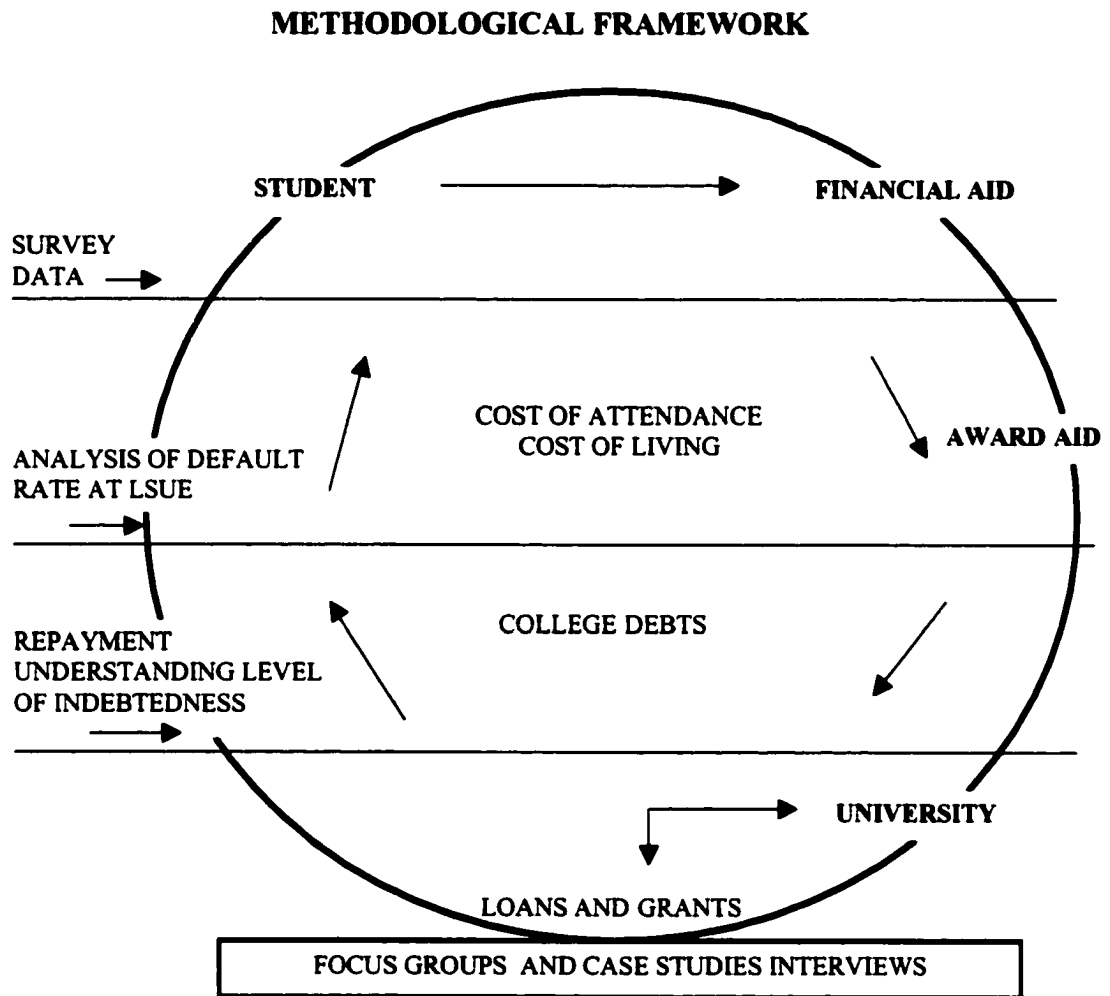 METHODOLOGICAL FRAMEWORK
STUDENT
FINANCIAL AID
SURVEY
DATA
COST OF ATTENDANCE
COST OF LIVING
AWARD AID
ANALYSIS OF DEFAULT
RATE AT LSUE
COLLEGE DEBTS
REPAYMENT
UNDERSTANDING LEVEL
OF INDEBTEDNESS
UNIVERSITY
LOANS AND GRANTS
FOCUS GROUPS AND CASE STUDIES INTERVIEWS